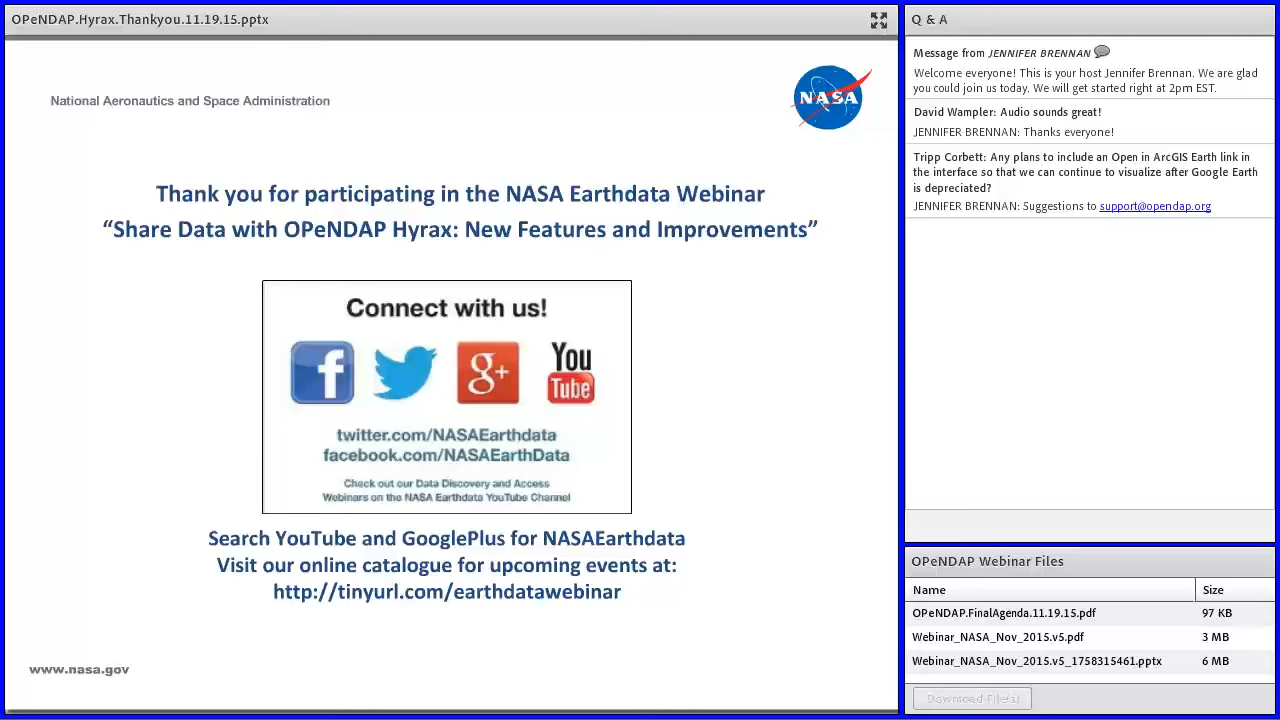 OPeNDAP.Hyrax.Thankyou.11.19.15.pptx
National Aeronautics and Space Administration
NASA
Thank you for participating in the NASA Earthdata Webinar
“Share Data with OPeNDAP Hyrax: New Features and Improvements”
Connect with us!
f
g+
You
Tube
twitter.com/NASAEarthdata
facebook.com/NASAEarthData
Check out our Data Discovery and Access
Webinars on the NASA Earthdata YouTube Channel
Search YouTube and GooglePlus for NASAEarthdata
Visit our online catalogue for upcoming events at:
http://tinyurl.com/earthdatawebinar
www.nasa.gov
Q & A
Message from JENNIFER BRENNAN
Welcome everyone! This is your host Jennifer Brennan. We are glad
you could join us today. We will get started right at 2pm EST.
David Wampler: Audio sounds great!
JENNIFER BRENNAN: Thanks everyone!
Tripp Corbett: Any plans to include an Open in ArcGIS Earth link in
the interface so that we can continue to visualize after Google Earth
is depreciated?
JENNIFER BRENNAN: Suggestions to support@opendap.org
OPeNDAP Webinar Files
Name Size
OPeNDAP.FinalAgenda.11.19.15.pdf 97 KB
Webinar_NASA_Nov_2015.v5.pdf 3 MB
Webinar_NASA_Nov_2015.v5_1758315461.pptx 6 MB
Download File(s)